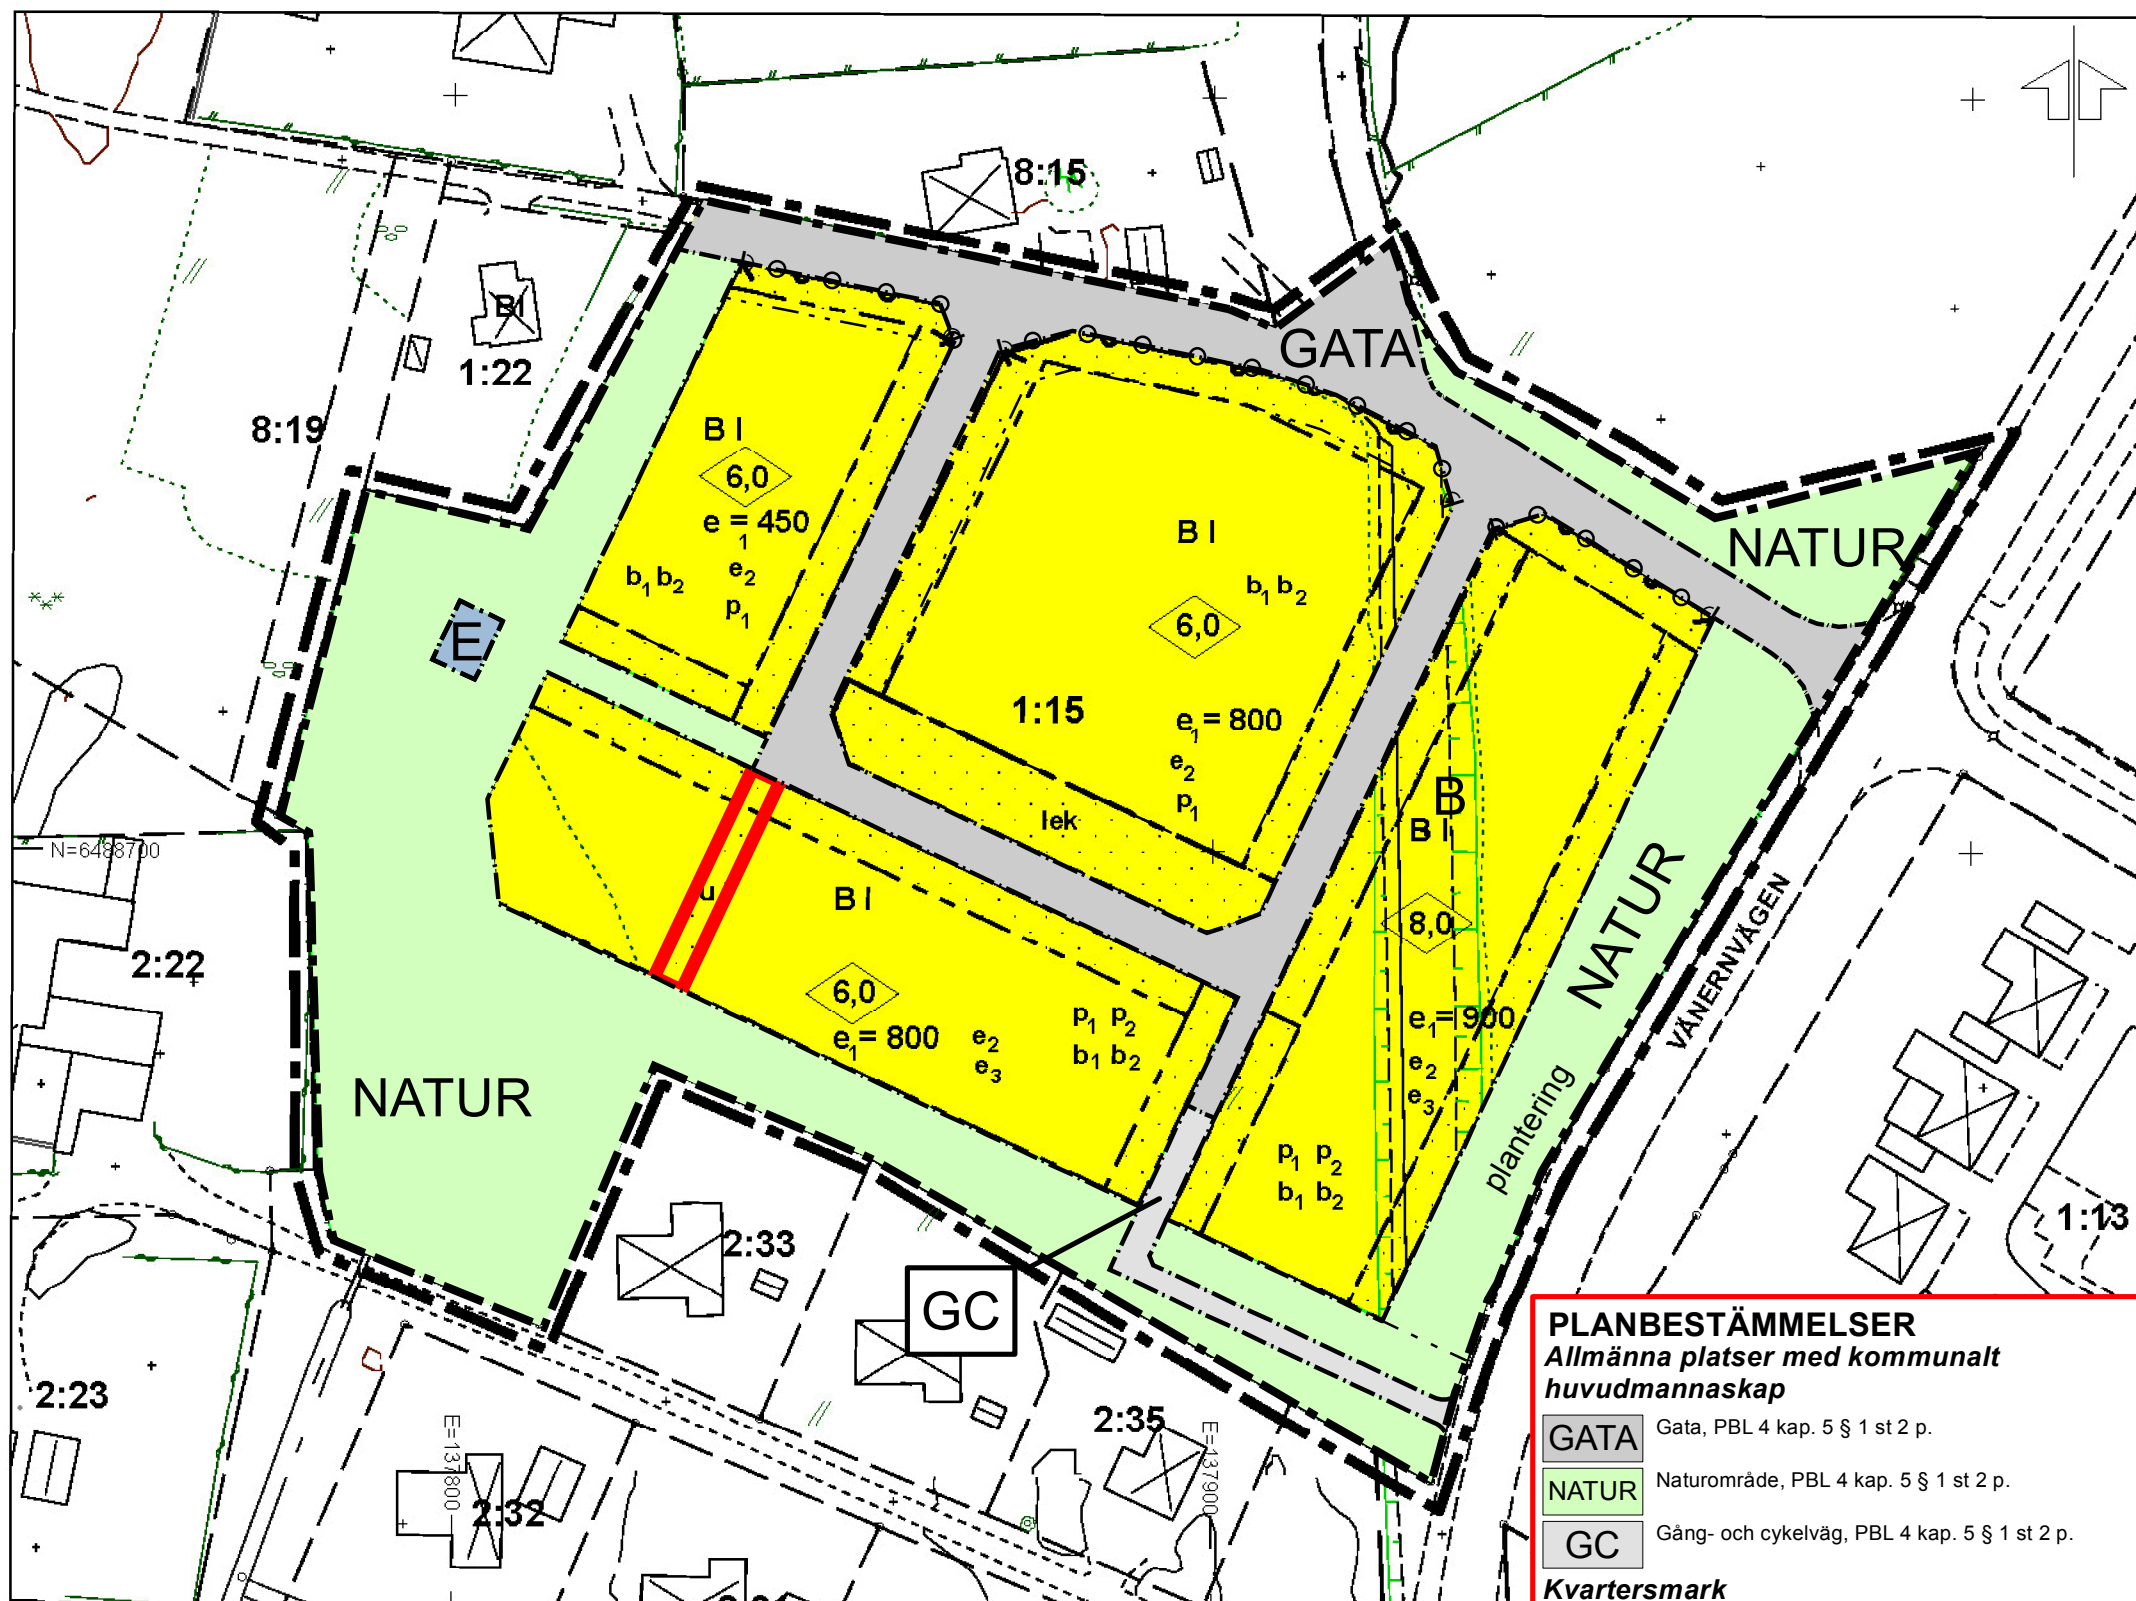 8:15
BI
1:22
8:19
GATA
NATUR
B I
6,0
e1 = 450
e2
b1 b2
p1
B I
b1 b2
6,0
E
1:15
e1 = 800
e2
p1
lek
B
B I
8,0
e1 = 900
e2
e3
p1 p2
b1 b2
NATUR
plantering
VÄNERNVÄGEN
N=6488700
u
B I
6,0
e1 = 800
e2
e3
p1 p2
b1 b2
2:22
NATUR
2:33
GC
1:13
2:23
2:35
2:32
E=137800
E=137900
PLANBESTÄMMELSER
Allmänna platser med kommunalt
huvudmannaskap
GATA Gata, PBL 4 kap. 5 § 1 st 2 p.
NATUR Naturområde, PBL 4 kap. 5 § 1 st 2 p.
GC Gång- och cykelväg, PBL 4 kap. 5 § 1 st 2 p.
Kvartersmark